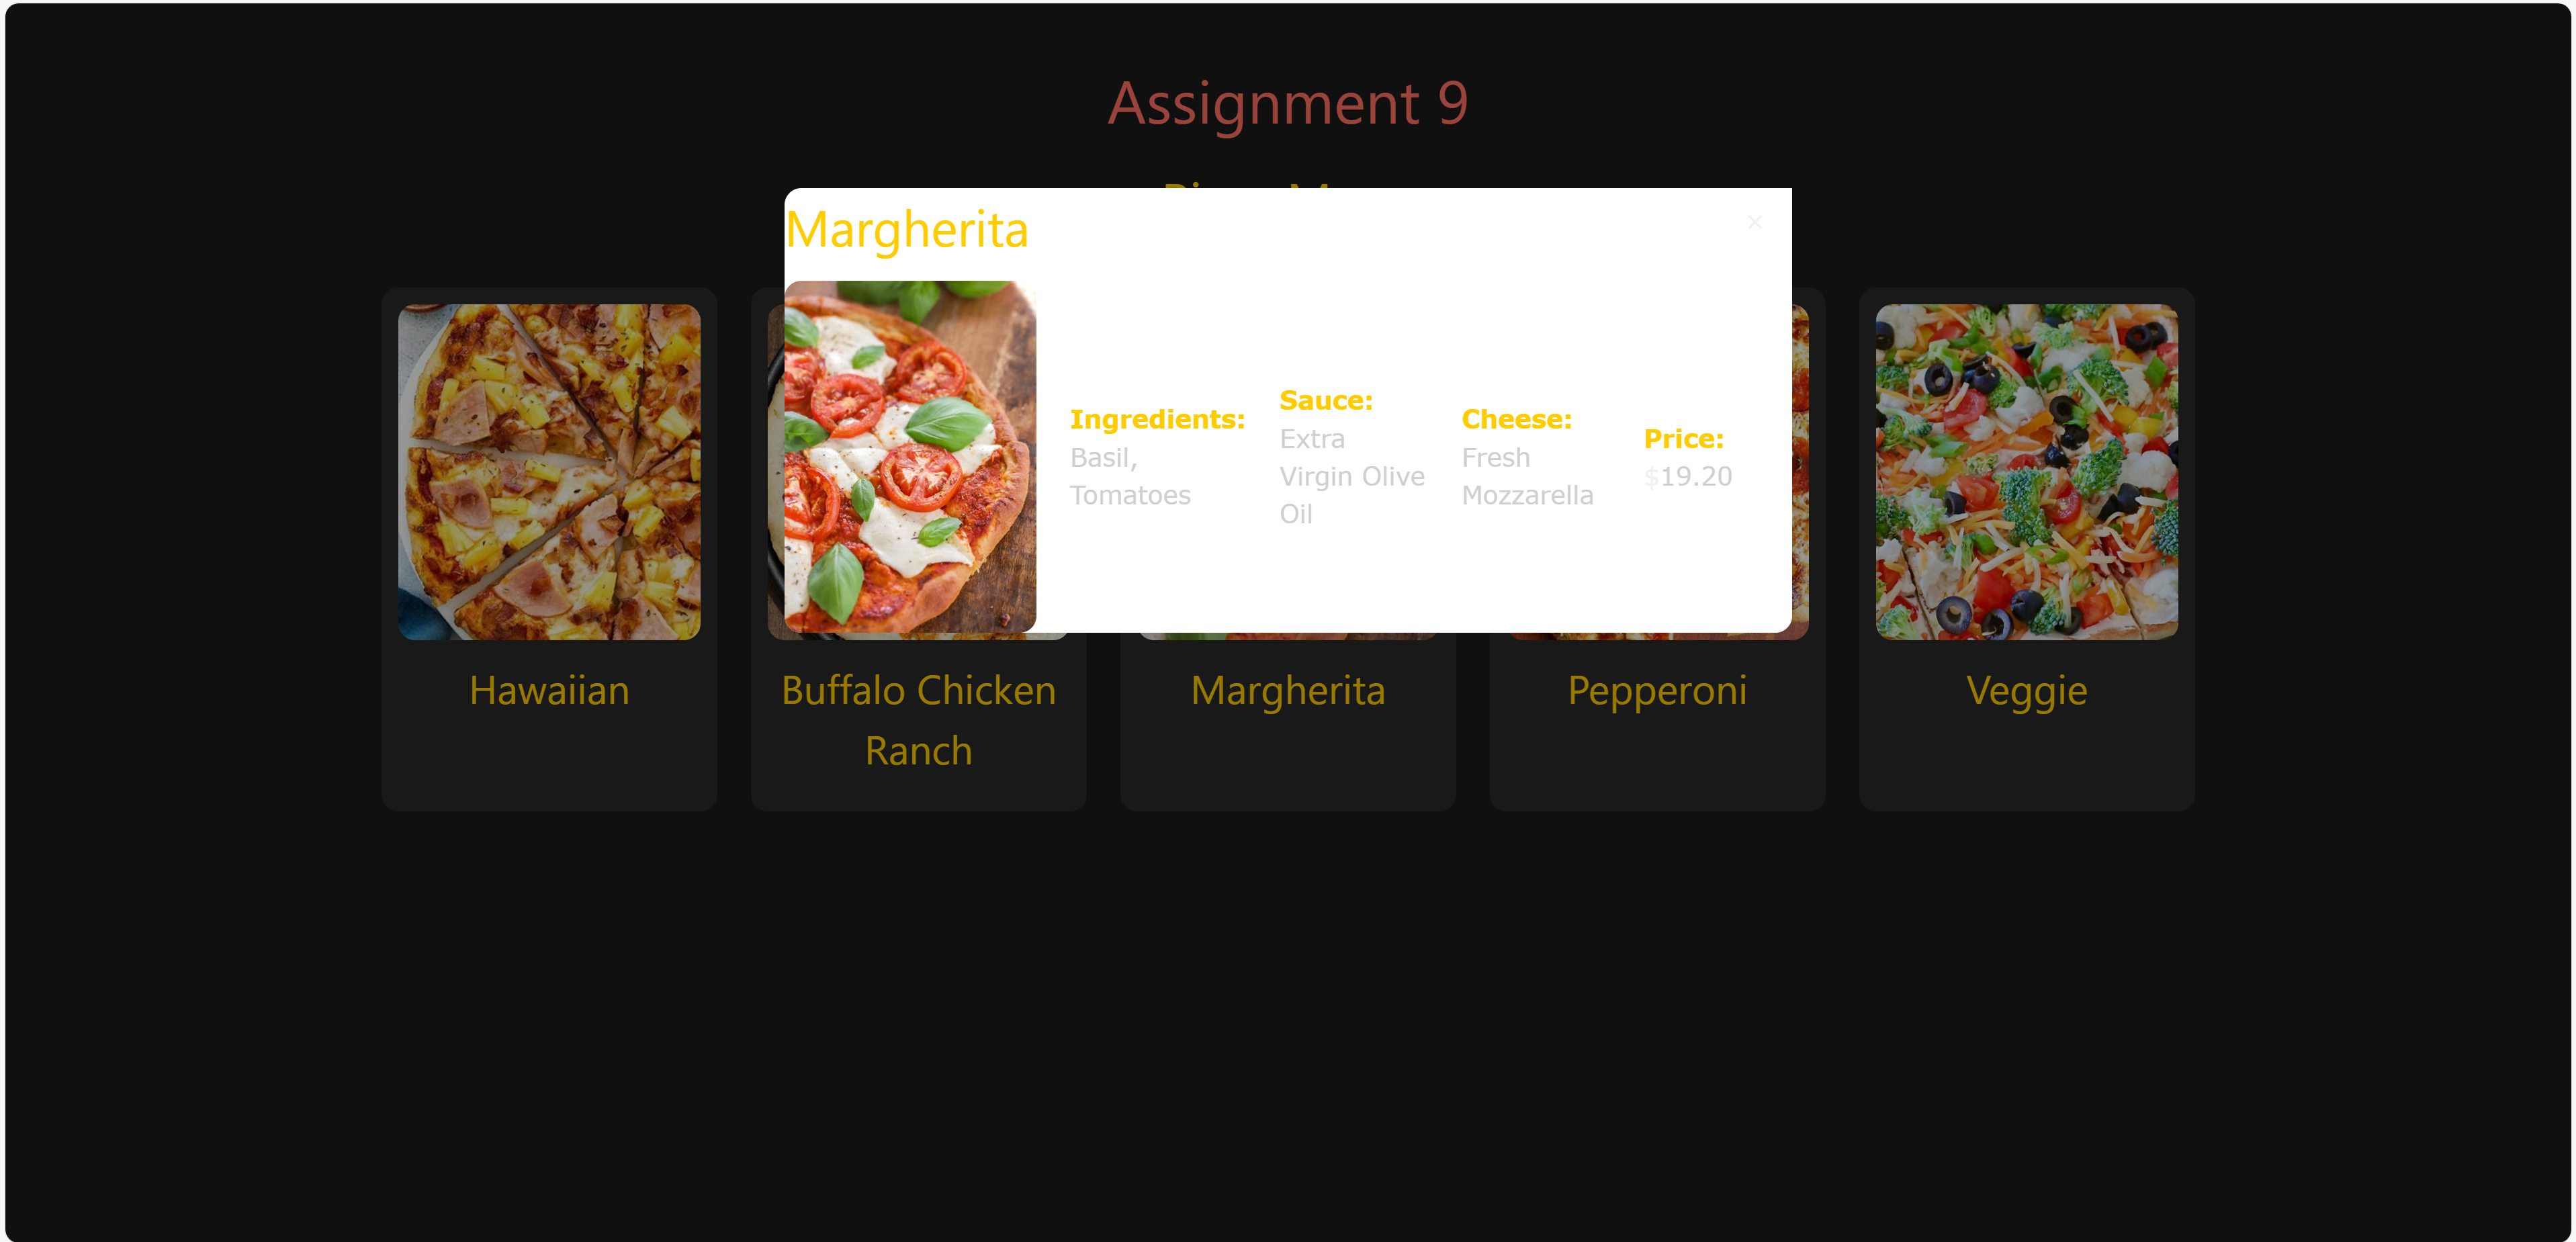 Assignment 9
Margherita
×
Ingredients:
Basil,
Tomatoes
Sauce:
Extra
Virgin Olive
Oil
Cheese:
Fresh
Mozzarella
Price:
$19.20
Hawaiian
Buffalo Chicken
Ranch
Margherita
Pepperoni
Veggie